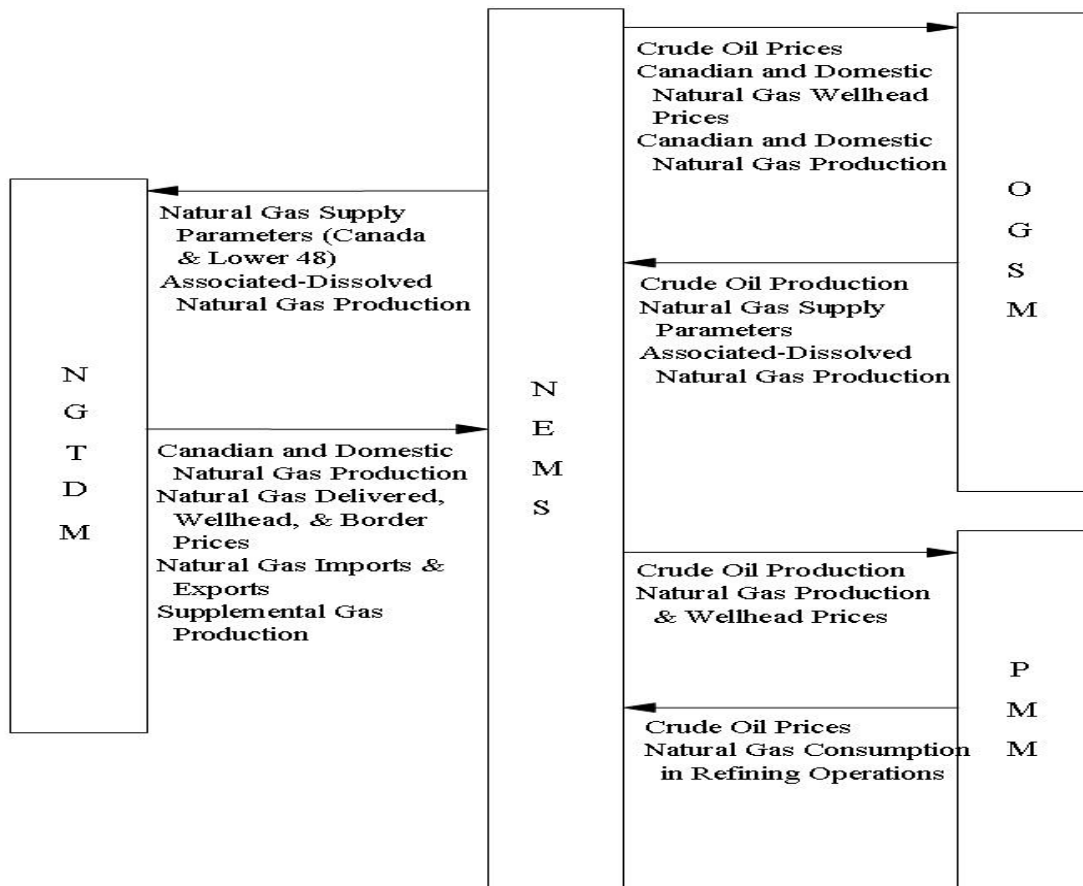 N
G
T
D
M
Natural Gas Supply
Parameters (Canada
& Lower 48)
Associated-Dissolved
Natural Gas Production
Canadian and Domestic
Natural Gas Production
Natural Gas Delivered,
Wellhead, & Border
Prices
Natural Gas Imports &
Exports
Supplemental Gas
Production
N
E
M
S
Crude Oil Prices
Canadian and Domestic
Natural Gas Wellhead
Prices
Canadian and Domestic
Natural Gas Production
Crude Oil Production
Natural Gas Supply
Parameters
Associated-Dissolved
Natural Gas Production
O
G
S
M
Crude Oil Production
Natural Gas Production
& Wellhead Prices
Crude Oil Prices
Natural Gas Consumption
in Refining Operations
P
M
M